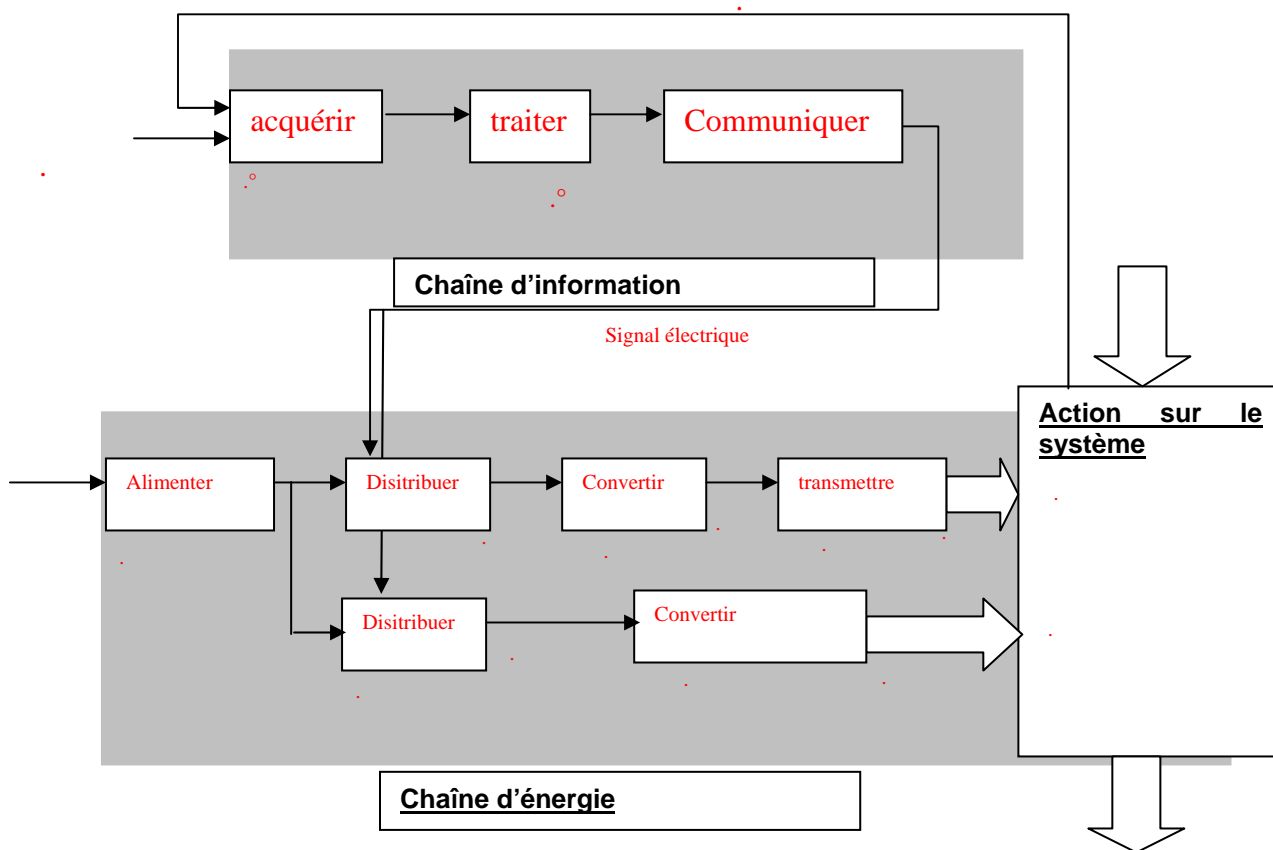 acquérir
traiter
Communiquer
Chaîne d'information
Signal électrique
Action sur le
système
Alimenter
Disitribuer
Convertir
transmettre
Disitribuer
Convertir
Chaîne d'énergie